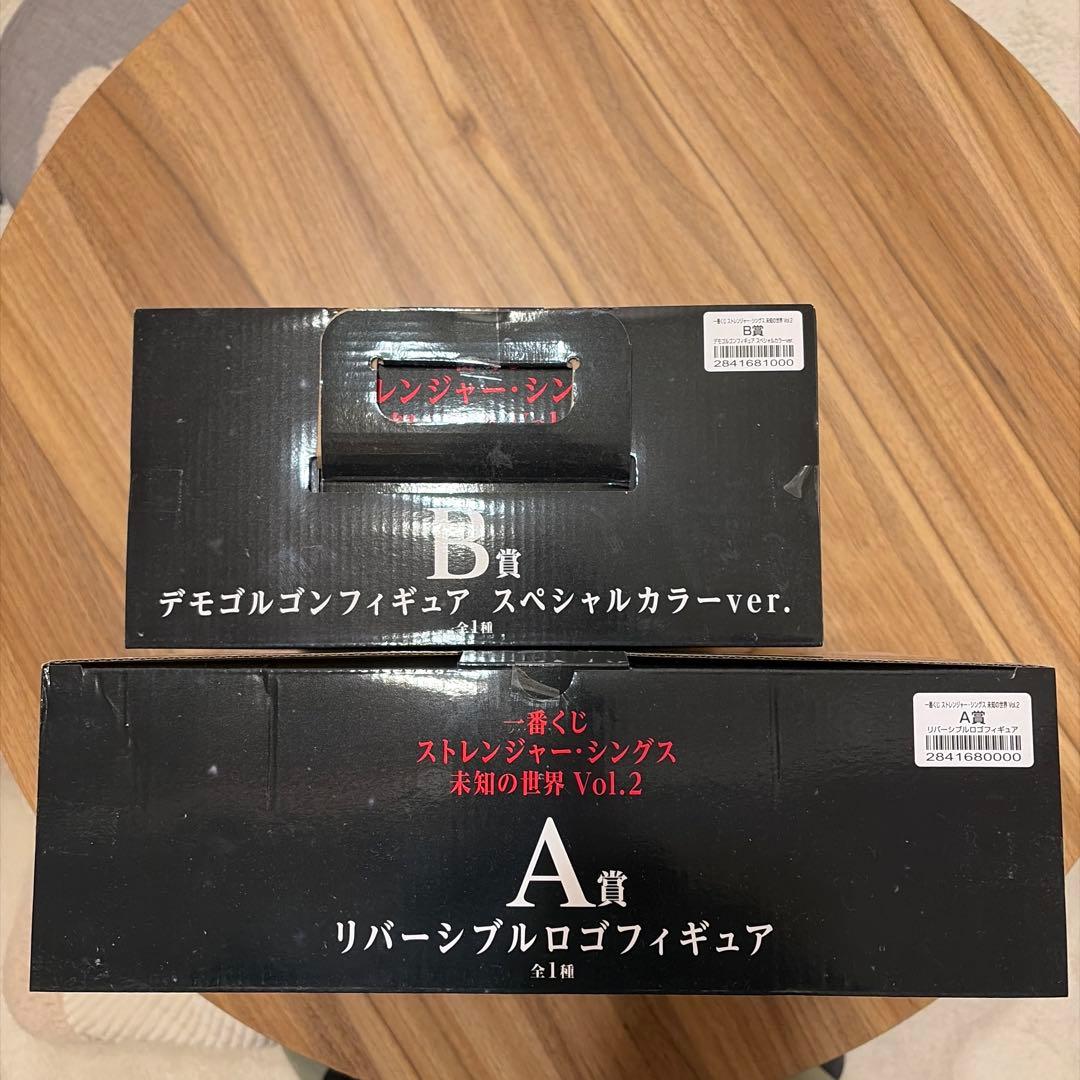 一番くじ ストレンジャー・シングス 未知の世界 Vol.2
B賞
デモゴルゴンフィギュア スペシャルカラーver.
2841681000
レンジャー・シン
B賞
デモゴルゴンフィギュア スペシャルカラーver.
全1種
一番くじ
ストレンジャー・シングス
未知の世界 Vol.2
A賞
リバーシブルロゴフィギュア
全1種
一番くじ ストレンジャー・シングス 未知の世界 Vol.2
A賞
リバーシブルロゴフィギュア
2841680000